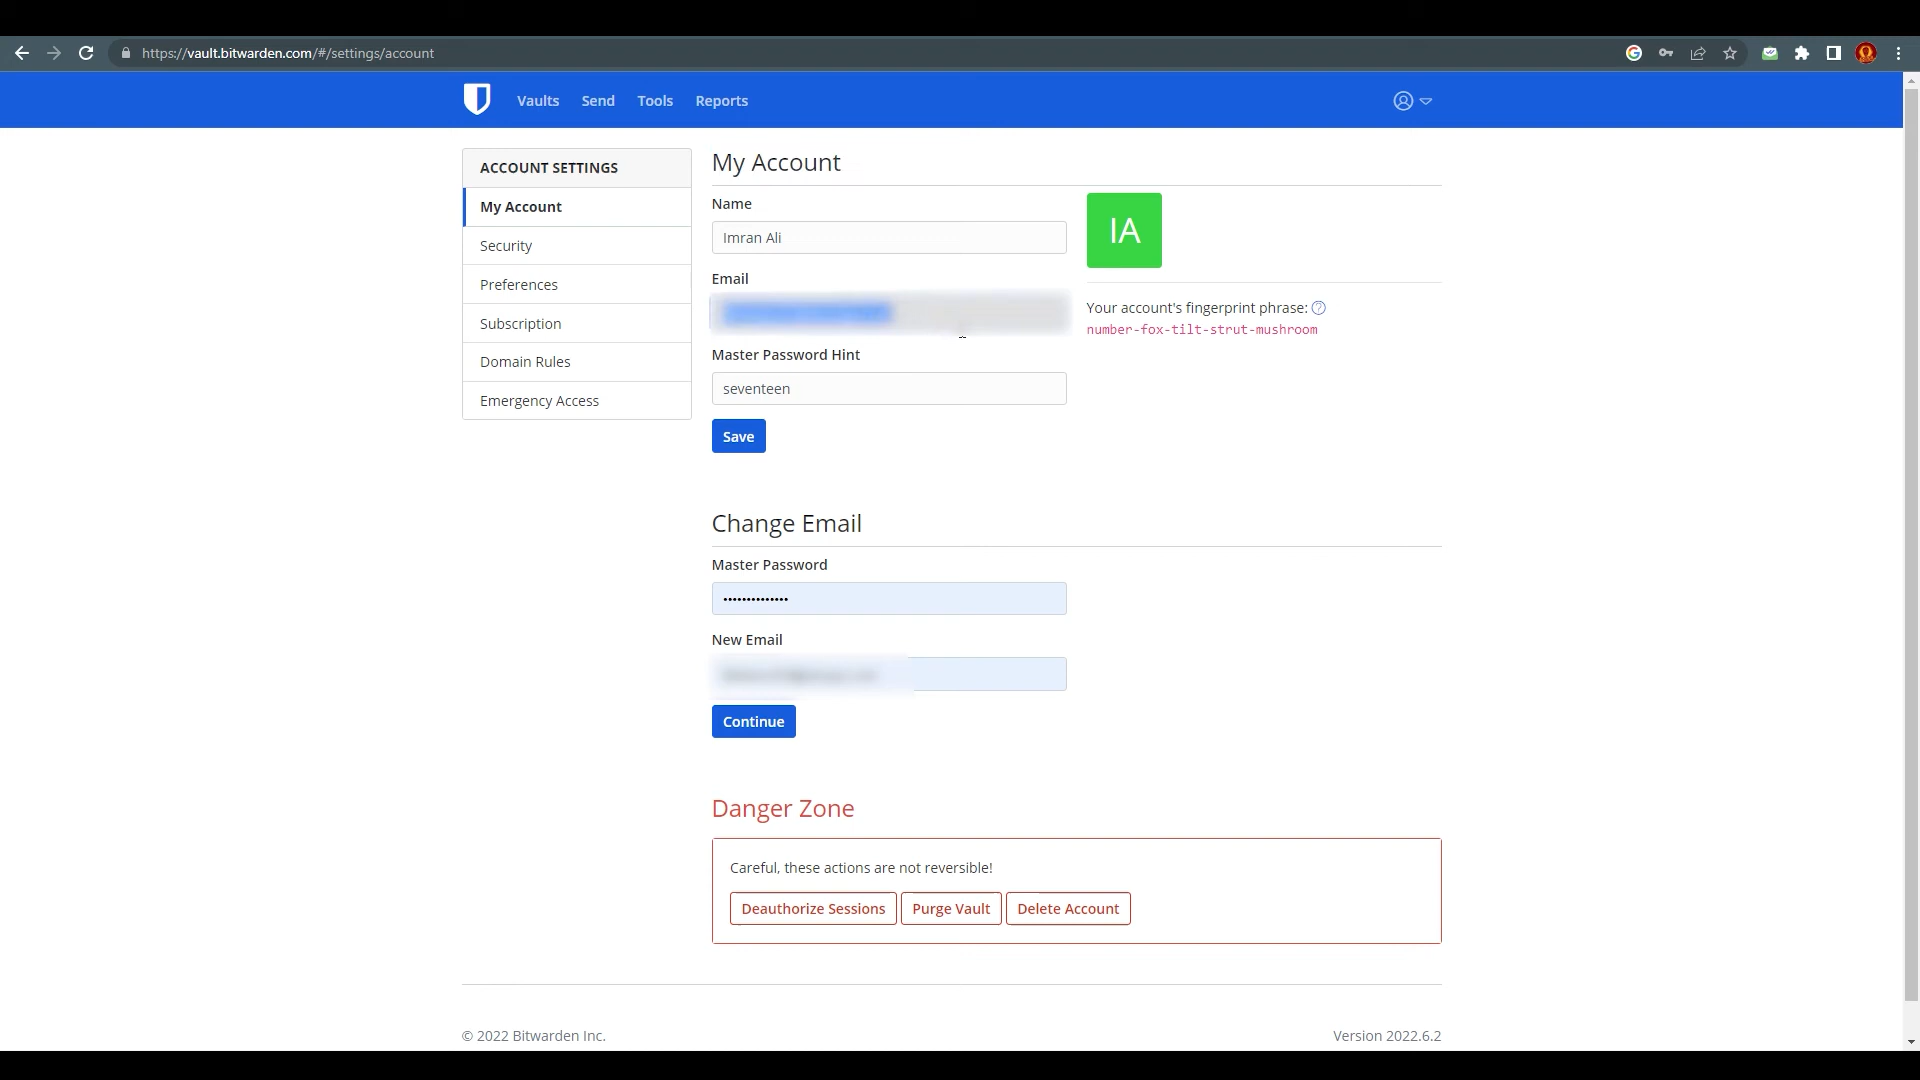 https://vault.bitwarden.com/#/settings/account
Vaults Send Tools Reports
ACCOUNT SETTINGS
My Account
Security
Preferences
Subscription
Domain Rules
Emergency Access
My Account
Name
Imran Ali
IA
Email
Your account's fingerprint phrase:
number-fox-tilt-strut-mushroom
Master Password Hint
seventeen
Save
Change Email
Master Password
••••••••••••••
New Email
Continue
Danger Zone
Careful, these actions are not reversible!
Deauthorize Sessions Purge Vault Delete Account
© 2022 Bitwarden Inc.
Version 2022.6.2